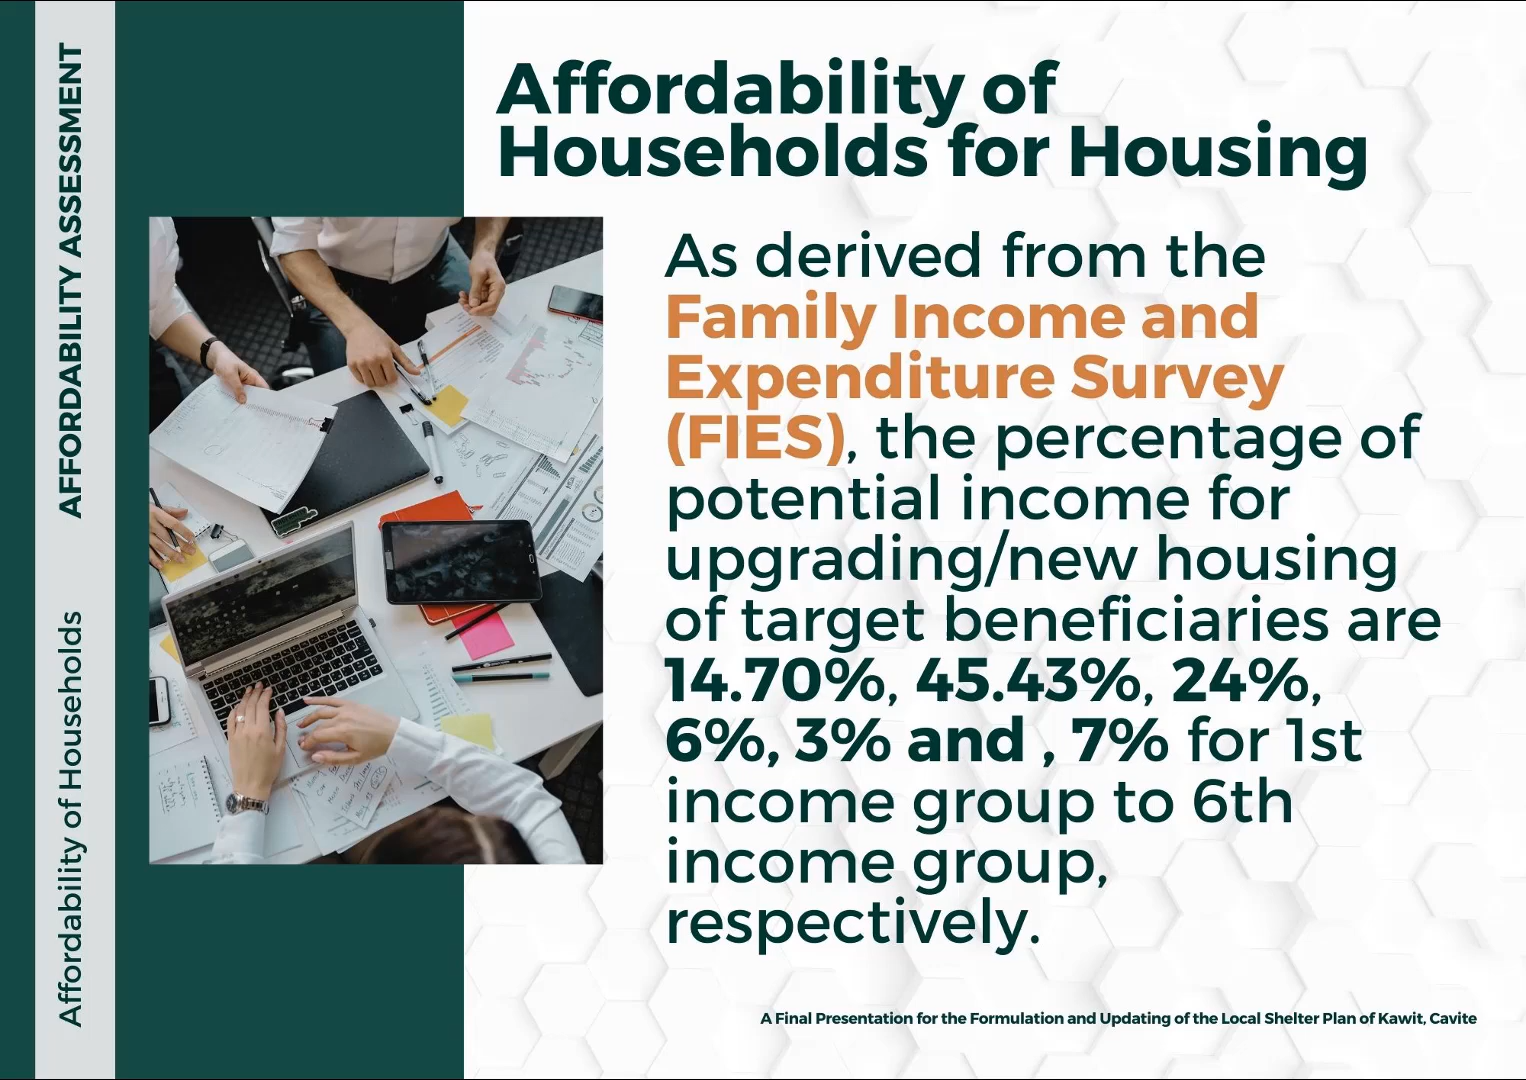 AFFORDABILITY ASSESSMENT
Affordability of Households
Affordability of
Households for Housing
As derived from the
Family Income and
Expenditure Survey
(FIES), the percentage of
potential income for
upgrading/new housing
of target beneficiaries are
14.70%, 45.43%, 24%,
6%, 3% and , 7% for 1st
income group to 6th
income group,
respectively.
A Final Presentation for the Formulation and Updating of the Local Shelter Plan of Kawit, Cavite